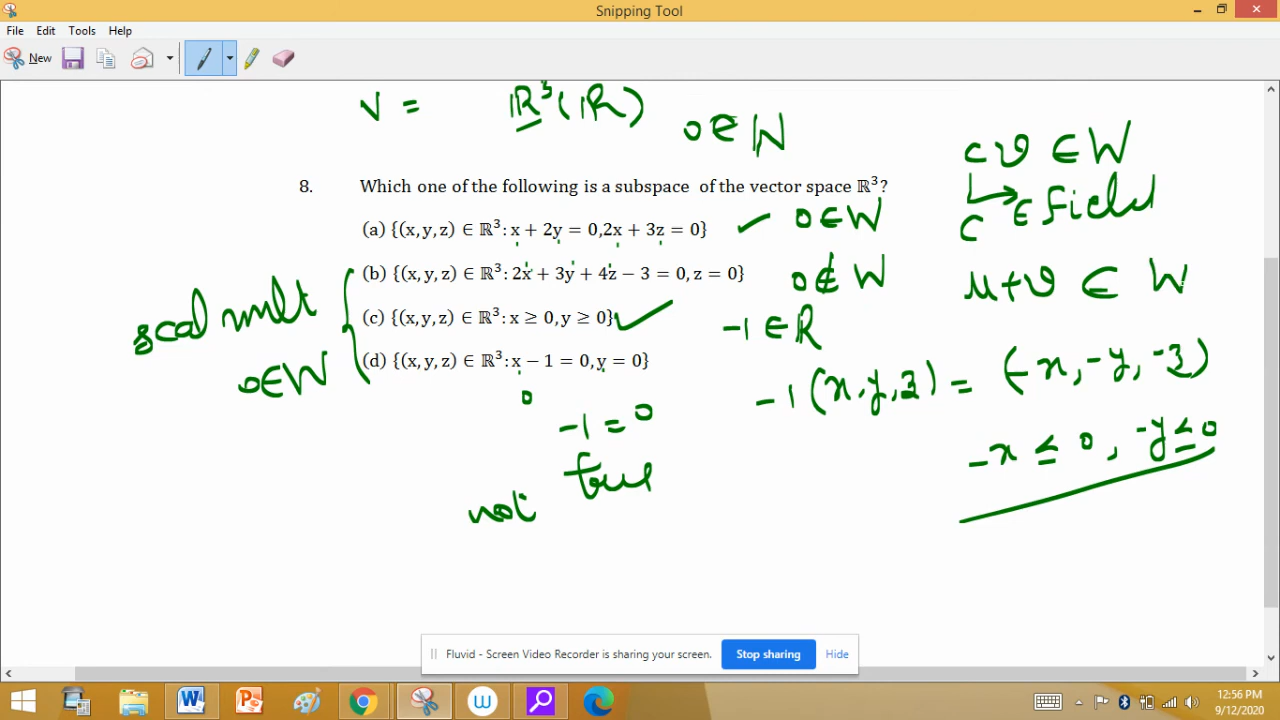 Snipping Tool
File Edit Tools Help
New
V = ℝ³(ℝ)
0 ∈ W
8. Which one of the following is a subspace of the vector space ℝ³?
(a) {(x,y,z) ∈ ℝ³: x + 2y = 0,2x + 3z = 0}
(b) {(x,y,z) ∈ ℝ³: 2x + 3y + 4z − 3 = 0, z = 0}
(c) {(x,y,z) ∈ ℝ³: x ≥ 0,y ≥ 0}
(d) {(x,y,z) ∈ ℝ³: x − 1 = 0,y = 0}
✓ 0 ∈ W
0 ∉ W
✓
-1 ∈ R
-1(x,y,z) = (-x,-y,-z)
-x ≤ 0, -y ≤ 0
c v ∈ W
c ∈ field
u+v ∈ W
scal mult
0∈W
0
-1 = 0
true
not
Fluvid - Screen Video Recorder is sharing your screen. Stop sharing Hide
12:56 PM
9/12/2020